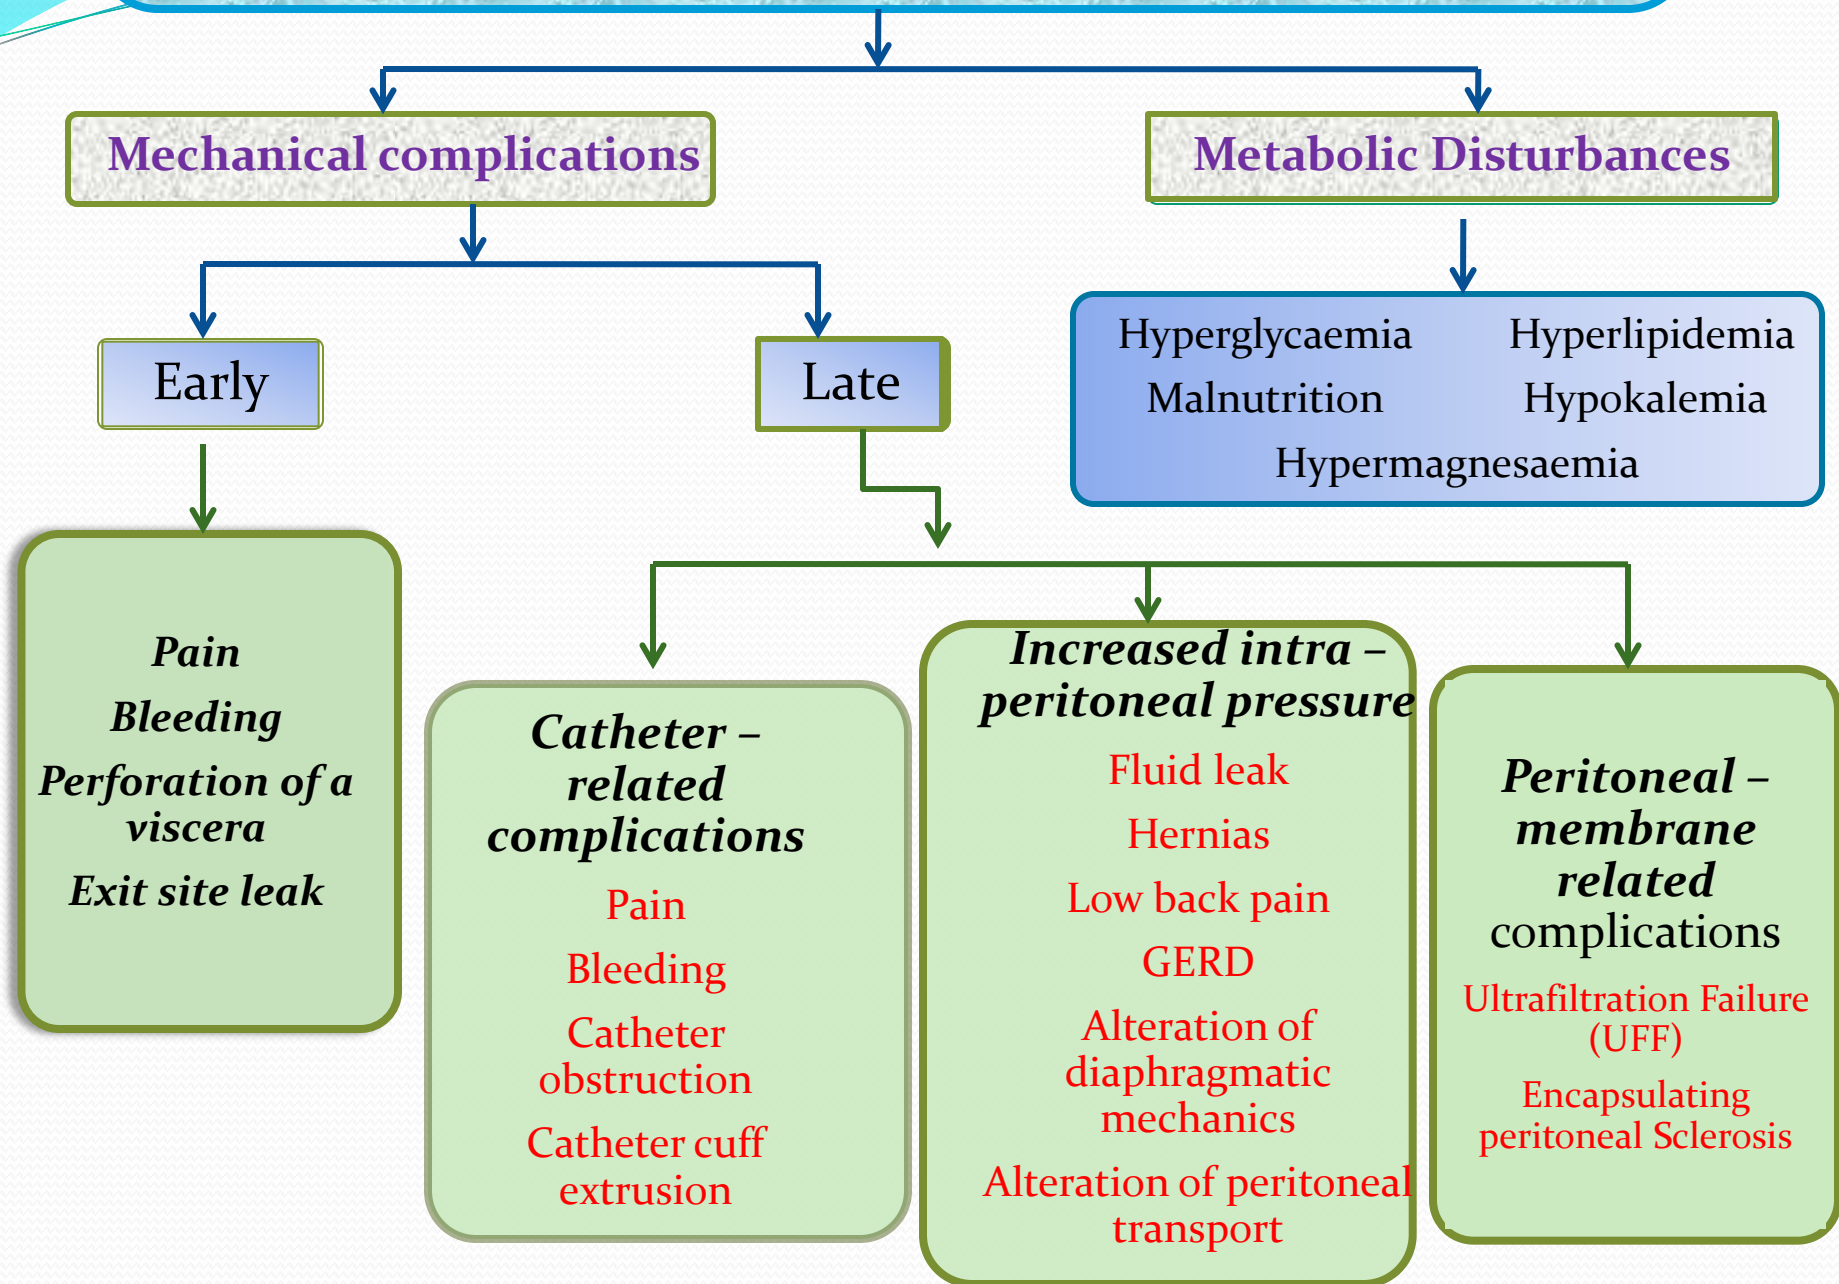 Mechanical complications
Metabolic Disturbances
Early
Late
Hyperglycaemia Hyperlipidemia
Malnutrition Hypokalemia
Hypermagnesaemia
Pain
Bleeding
Perforation of a
viscera
Exit site leak
Catheter –
related
complications
Pain
Bleeding
Catheter
obstruction
Catheter cuff
extrusion
Increased intra –
peritoneal pressure
Fluid leak
Hernias
Low back pain
GERD
Alteration of
diaphragmatic
mechanics
Alteration of peritoneal
transport
Peritoneal –
membrane
related
complications
Ultrafiltration Failure
(UFF)
Encapsulating
peritoneal Sclerosis